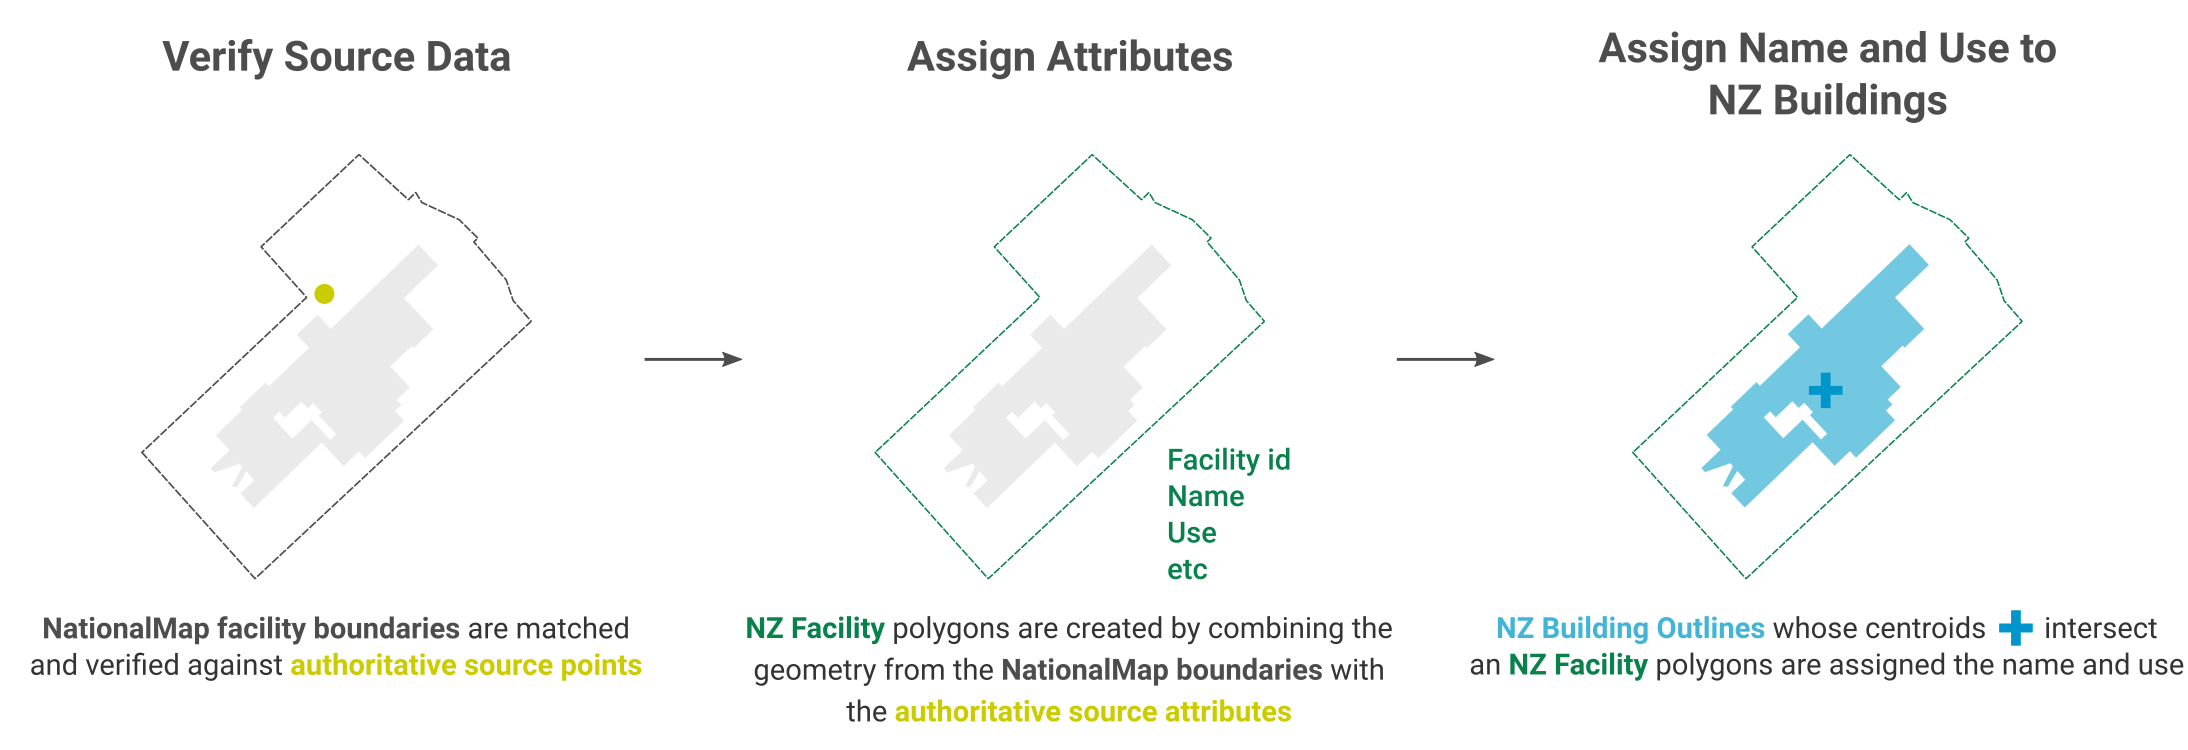 Verify Source Data
NationalMap facility boundaries are matched
and verified against authoritative source points
Assign Attributes
Facility id
Name
Use
etc
NZ Facility polygons are created by combining the
geometry from the NationalMap boundaries with
the authoritative source attributes
Assign Name and Use to
NZ Buildings
NZ Building Outlines whose centroids intersect
an NZ Facility polygons are assigned the name and use